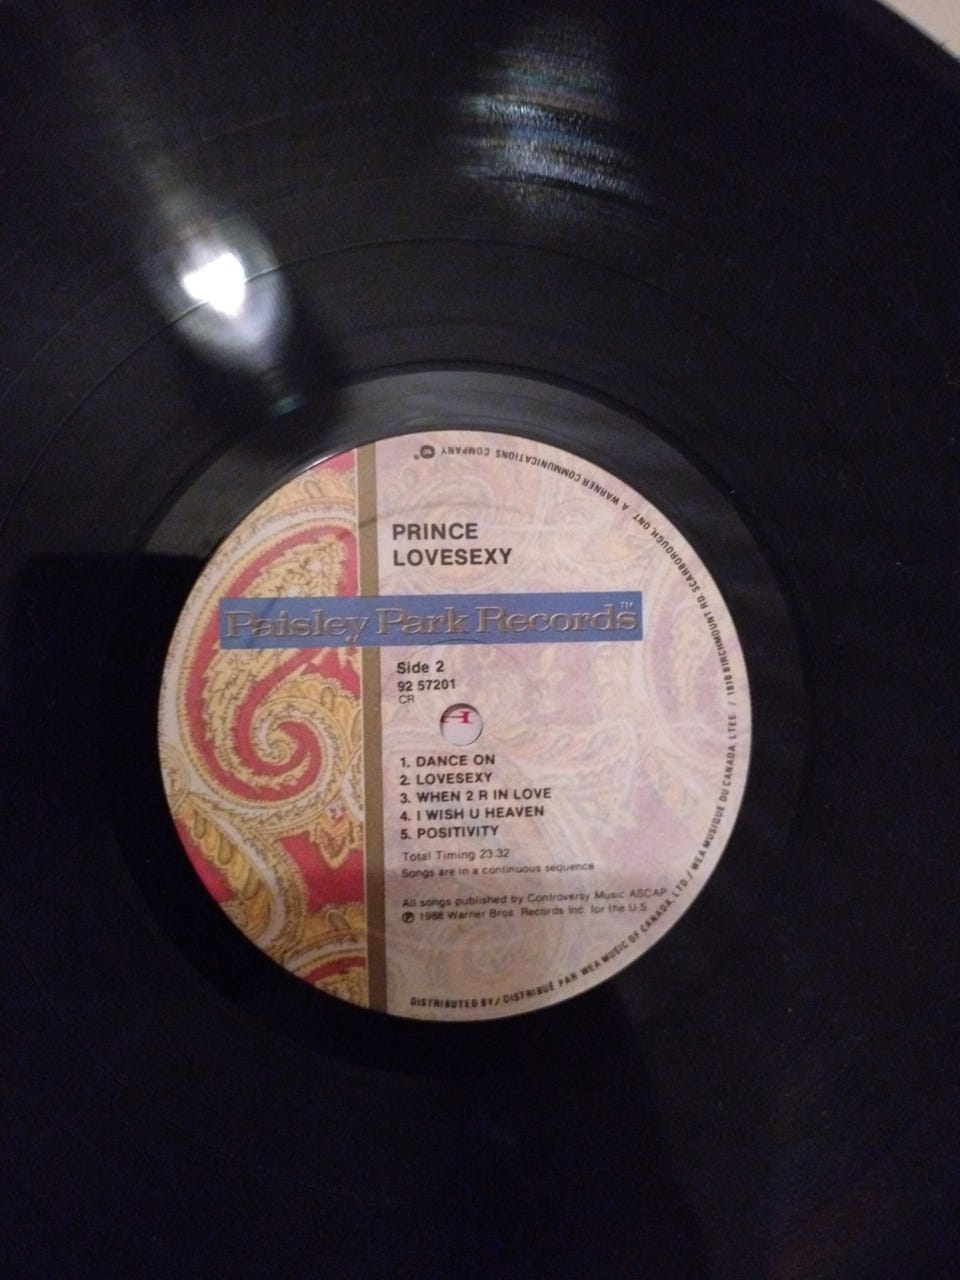 PRINCE
LOVESEXY
Paisley Park Records™
Side 2
92 57201
CR
1. DANCE ON
2. LOVESEXY
3. WHEN 2 R IN LOVE
4. I WISH U HEAVEN
5. POSITIVITY
Total Timing 23:32
Songs are in a continuous sequence
All songs published by Controversy Music ASCAP
℗ 1988 Warner Bros. Records Inc. for the U.S.
DISTRIBUTED BY / DISTRIBUÉ PAR WEA MUSIC OF CANADA, LTD. / WEA MUSIQUE DU CANADA, LTEE. / 1810 BIRCHMOUNT RD. SCARBOROUGH, ONT. A WARNER COMMUNICATIONS COMPANY